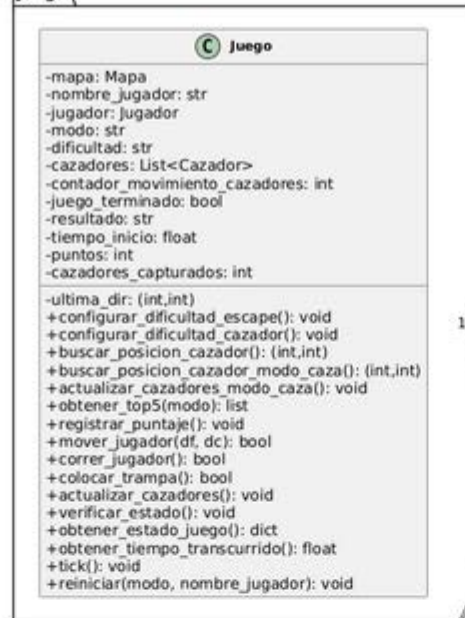 C Juego
-mapa: Mapa
-nombre_jugador: str
-jugador: Jugador
-modo: str
-dificultad: str
-cazadores: List<Cazador>
-contador_movimiento_cazadores: int
-juego_terminado: bool
-resultado: str
-tiempo_inicio: float
-puntos: int
-cazadores_capturados: int
-ultima_dir: (int,int)
+configurar_dificultad_escape(): void
+configurar_dificultad_cazador(): void
+buscar_posicion_cazador(): (int,int)
+buscar_posicion_cazador_modo_caza(): (int,int)
+actualizar_cazadores_modo_caza(): void
+obtener_top5(modo): list
+registrar_puntaje(): void
+mover_jugador(df, dc): bool
+correr_jugador(): bool
+colocar_trampa(): bool
+actualizar_cazadores(): void
+verificar_estado(): void
+obtener_estado_juego(): dict
+obtener_tiempo_transcurrido(): float
+tick(): void
+reiniciar(modo, nombre_jugador): void
1